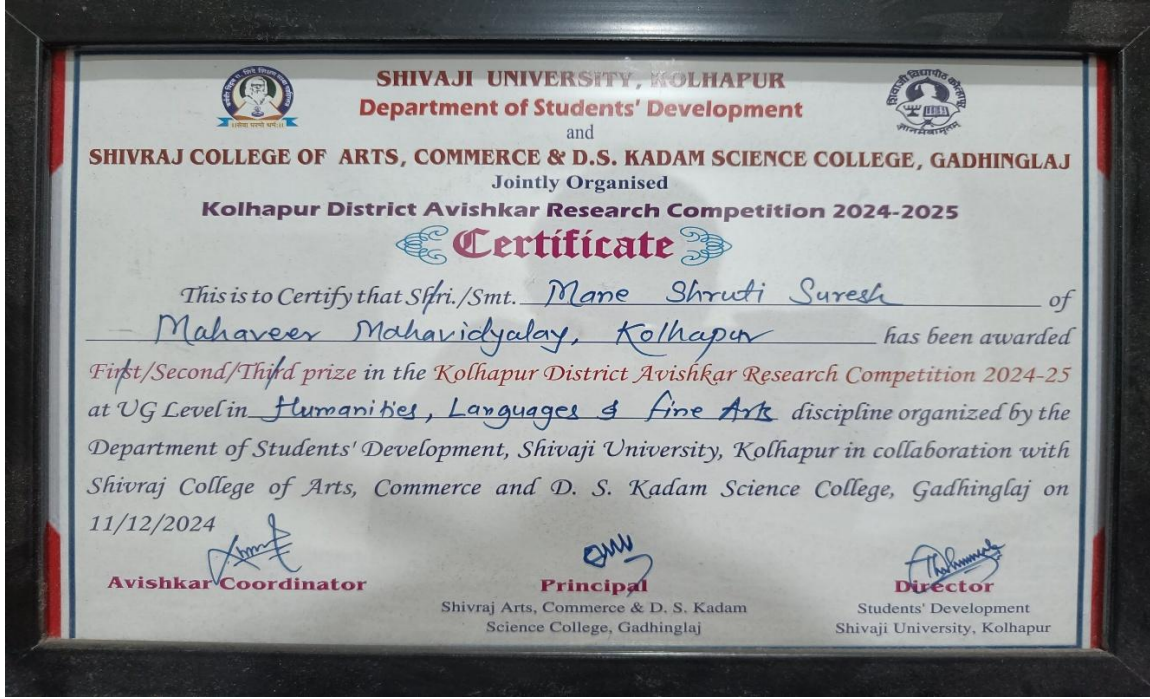 SHIVAJI UNIVERSITY, KOLHAPUR
Department of Students' Development
and
SHIVRAJ COLLEGE OF ARTS, COMMERCE & D.S. KADAM SCIENCE COLLEGE, GADHINGLAJ
Jointly Organised
Kolhapur District Avishkar Research Competition 2024-2025
Certificate
This is to Certify that Shri./Smt. Mane Shruti Suresh of
Mahaveer Mahavidyalay, Kolhapur has been awarded
First/Second/Third prize in the Kolhapur District Avishkar Research Competition 2024-25
at UG Level in Humanities, Languages & Fine Arts discipline organized by the
Department of Students' Development, Shivaji University, Kolhapur in collaboration with
Shivraj College of Arts, Commerce and D. S. Kadam Science College, Gadhinglaj on
11/12/2024
Avishkar Coordinator
Principal
Shivraj Arts, Commerce & D. S. Kadam
Science College, Gadhinglaj
Director
Students' Development
Shivaji University, Kolhapur